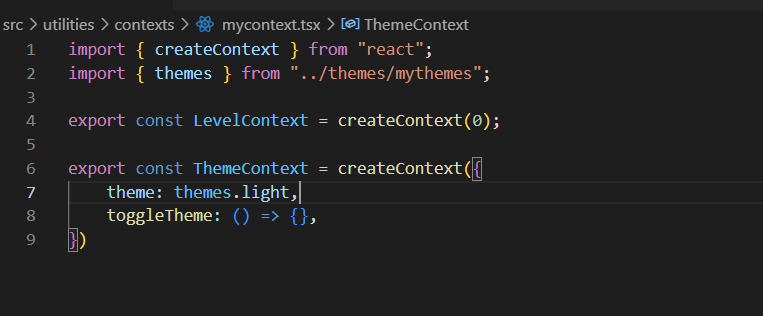 src > utilities > contexts > mycontext.tsx > ThemeContext
1 import { createContext } from "react";
2 import { themes } from "../themes/mythemes";
3
4 export const LevelContext = createContext(0);
5
6 export const ThemeContext = createContext({
7     theme: themes.light,
8     toggleTheme: () => {},
9 })